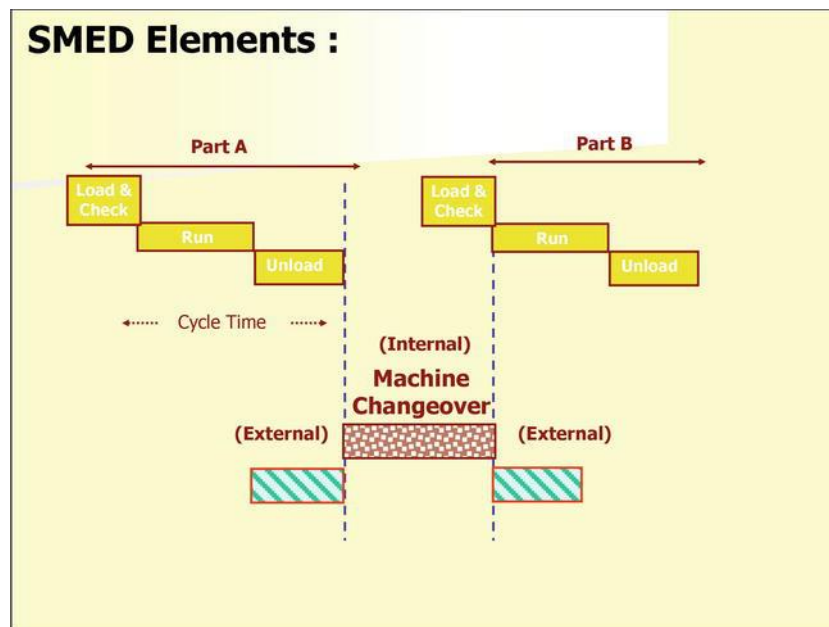 SMED Elements :
Part A
Part B
Load &
Check
Run
Unload
Load &
Check
Run
Unload
Cycle Time
(Internal)
Machine
Changeover
(External)
(External)